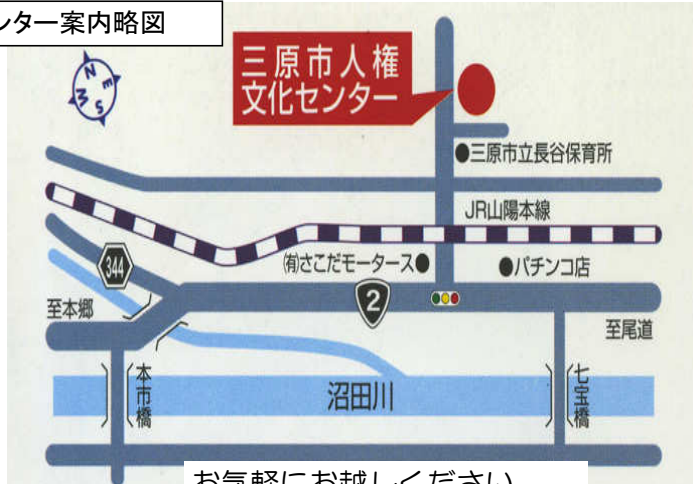 ンター案内略図
N
E
S
W
三原市人権
文化センター
●三原市立長谷保育所
JR山陽本線
344
㈲さこだモータース●
●パチンコ店
2
至本郷
至尾道
本市橋
沼田川
七宝橋
お気軽にお越しください